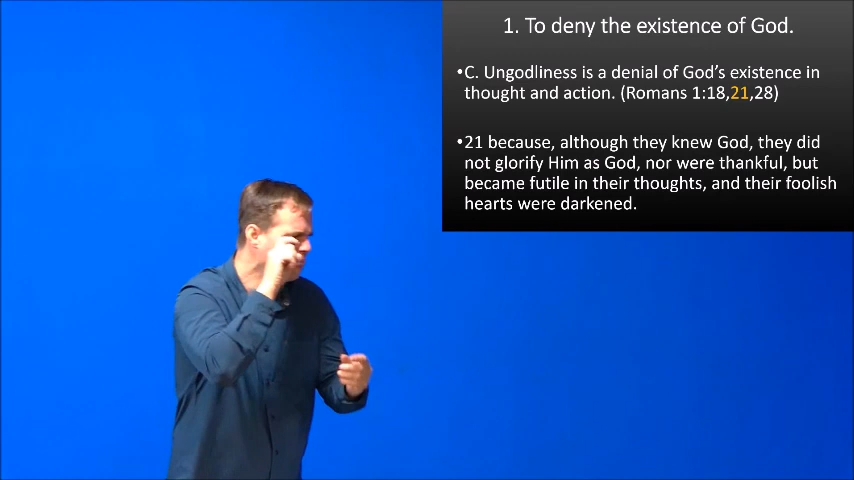 1. To deny the existence of God.
•C. Ungodliness is a denial of God's existence in
thought and action. (Romans 1:18,21,28)
•21 because, although they knew God, they did
not glorify Him as God, nor were thankful, but
became futile in their thoughts, and their foolish
hearts were darkened.